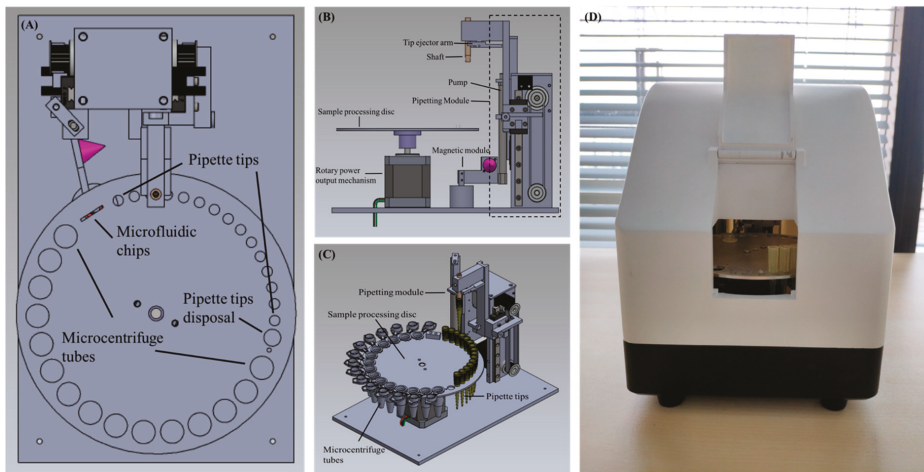 (A)
Pipette tips
Microfluidic
chips
Pipette tips
disposal
Microcentrifuge
tubes
(B)
Tip ejector arm
Shaft
Pump
Pipetting Module
Sample processing disc
Magnetic module
Rotary power
output mechanism
(C)
Pipetting module
Sample processing disc
Pipette tips
Microcentrifuge
tubes
(D)